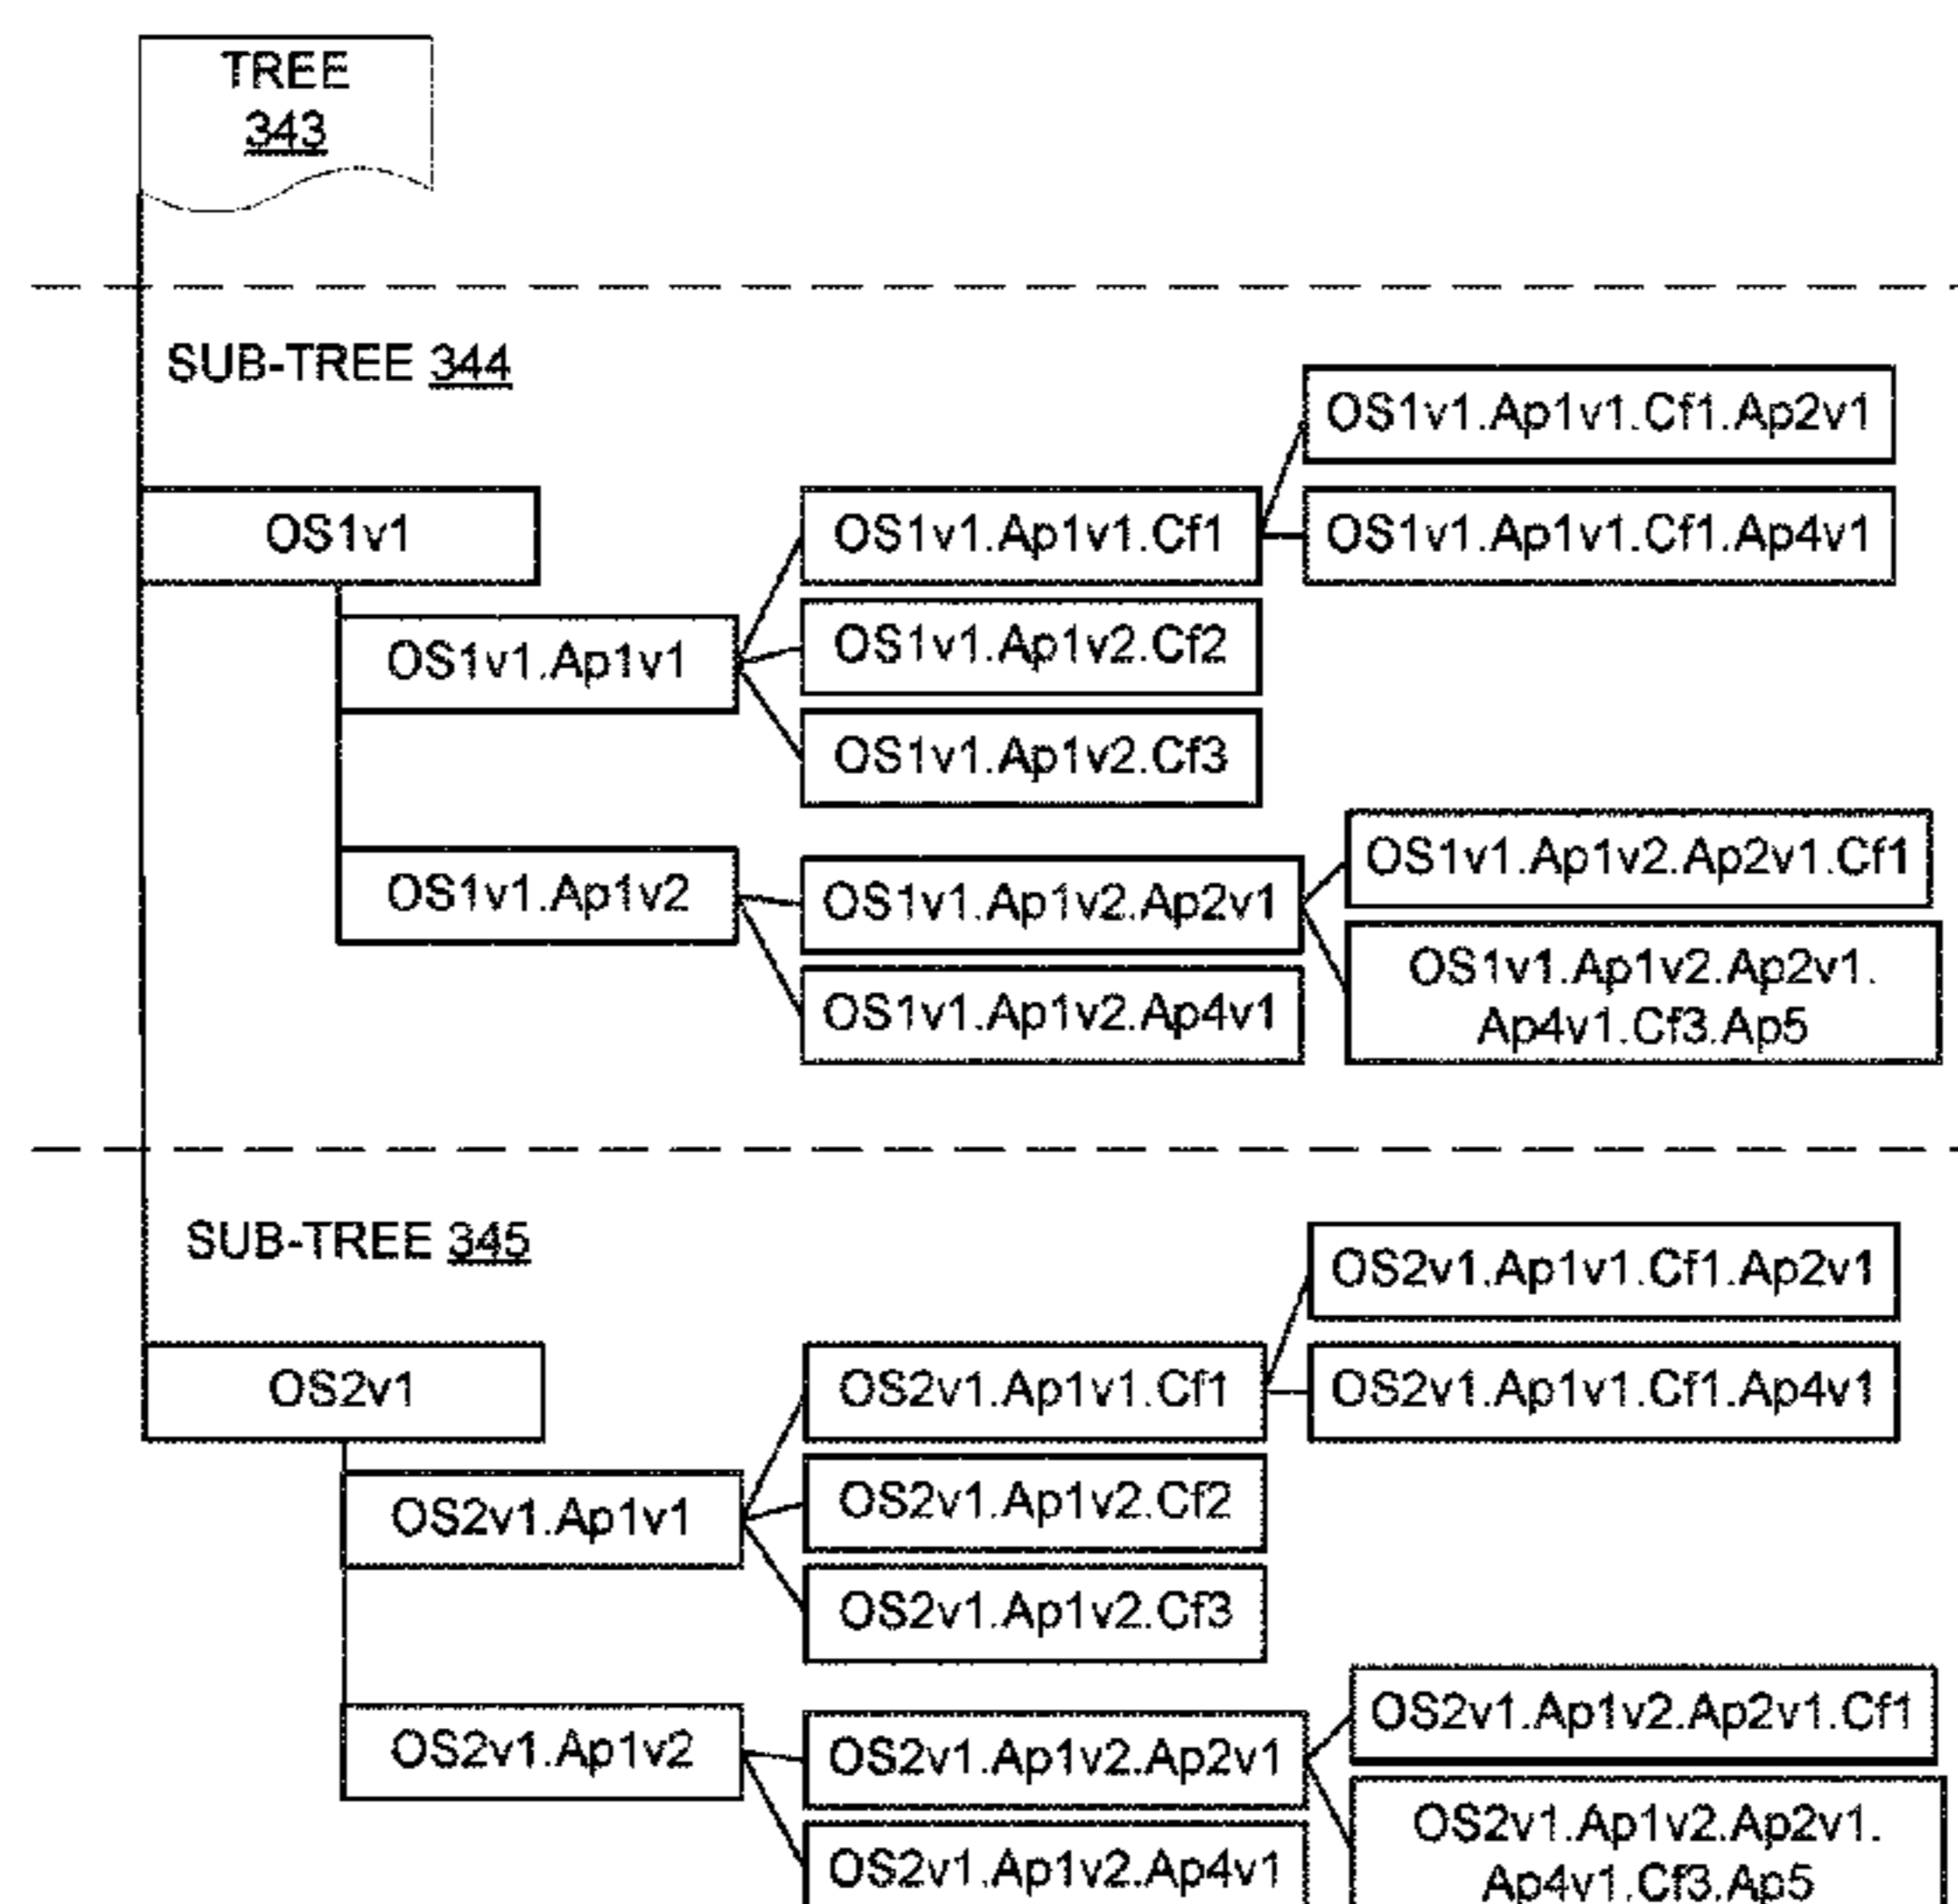 TREE
343
SUB-TREE 344
OS1v1.Ap1v1.Cf1.Ap2v1
OS1v1
OS1v1.Ap1v1.Cf1
OS1v1.Ap1v1.Cf1.Ap4v1
OS1v1.Ap1v1
OS1v1.Ap1v2.Cf2
OS1v1.Ap1v2.Cf3
OS1v1.Ap1v2
OS1v1.Ap1v2.Ap2v1
OS1v1.Ap1v2.Ap2v1.Cf1
OS1v1.Ap1v2.Ap4v1
OS1v1.Ap1v2.Ap2v1.
Ap4v1.Cf3.Ap5
SUB-TREE 345
OS2v1.Ap1v1.Cf1.Ap2v1
OS2v1
OS2v1.Ap1v1.Cf1
OS2v1.Ap1v1.Cf1.Ap4v1
OS2v1.Ap1v1
OS2v1.Ap1v2.Cf2
OS2v1.Ap1v2.Cf3
OS2v1.Ap1v2
OS2v1.Ap1v2.Ap2v1
OS2v1.Ap1v2.Ap2v1.Cf1
OS2v1.Ap1v2.Ap4v1
OS2v1.Ap1v2.Ap2v1.
Ap4v1.Cf3.Ap5